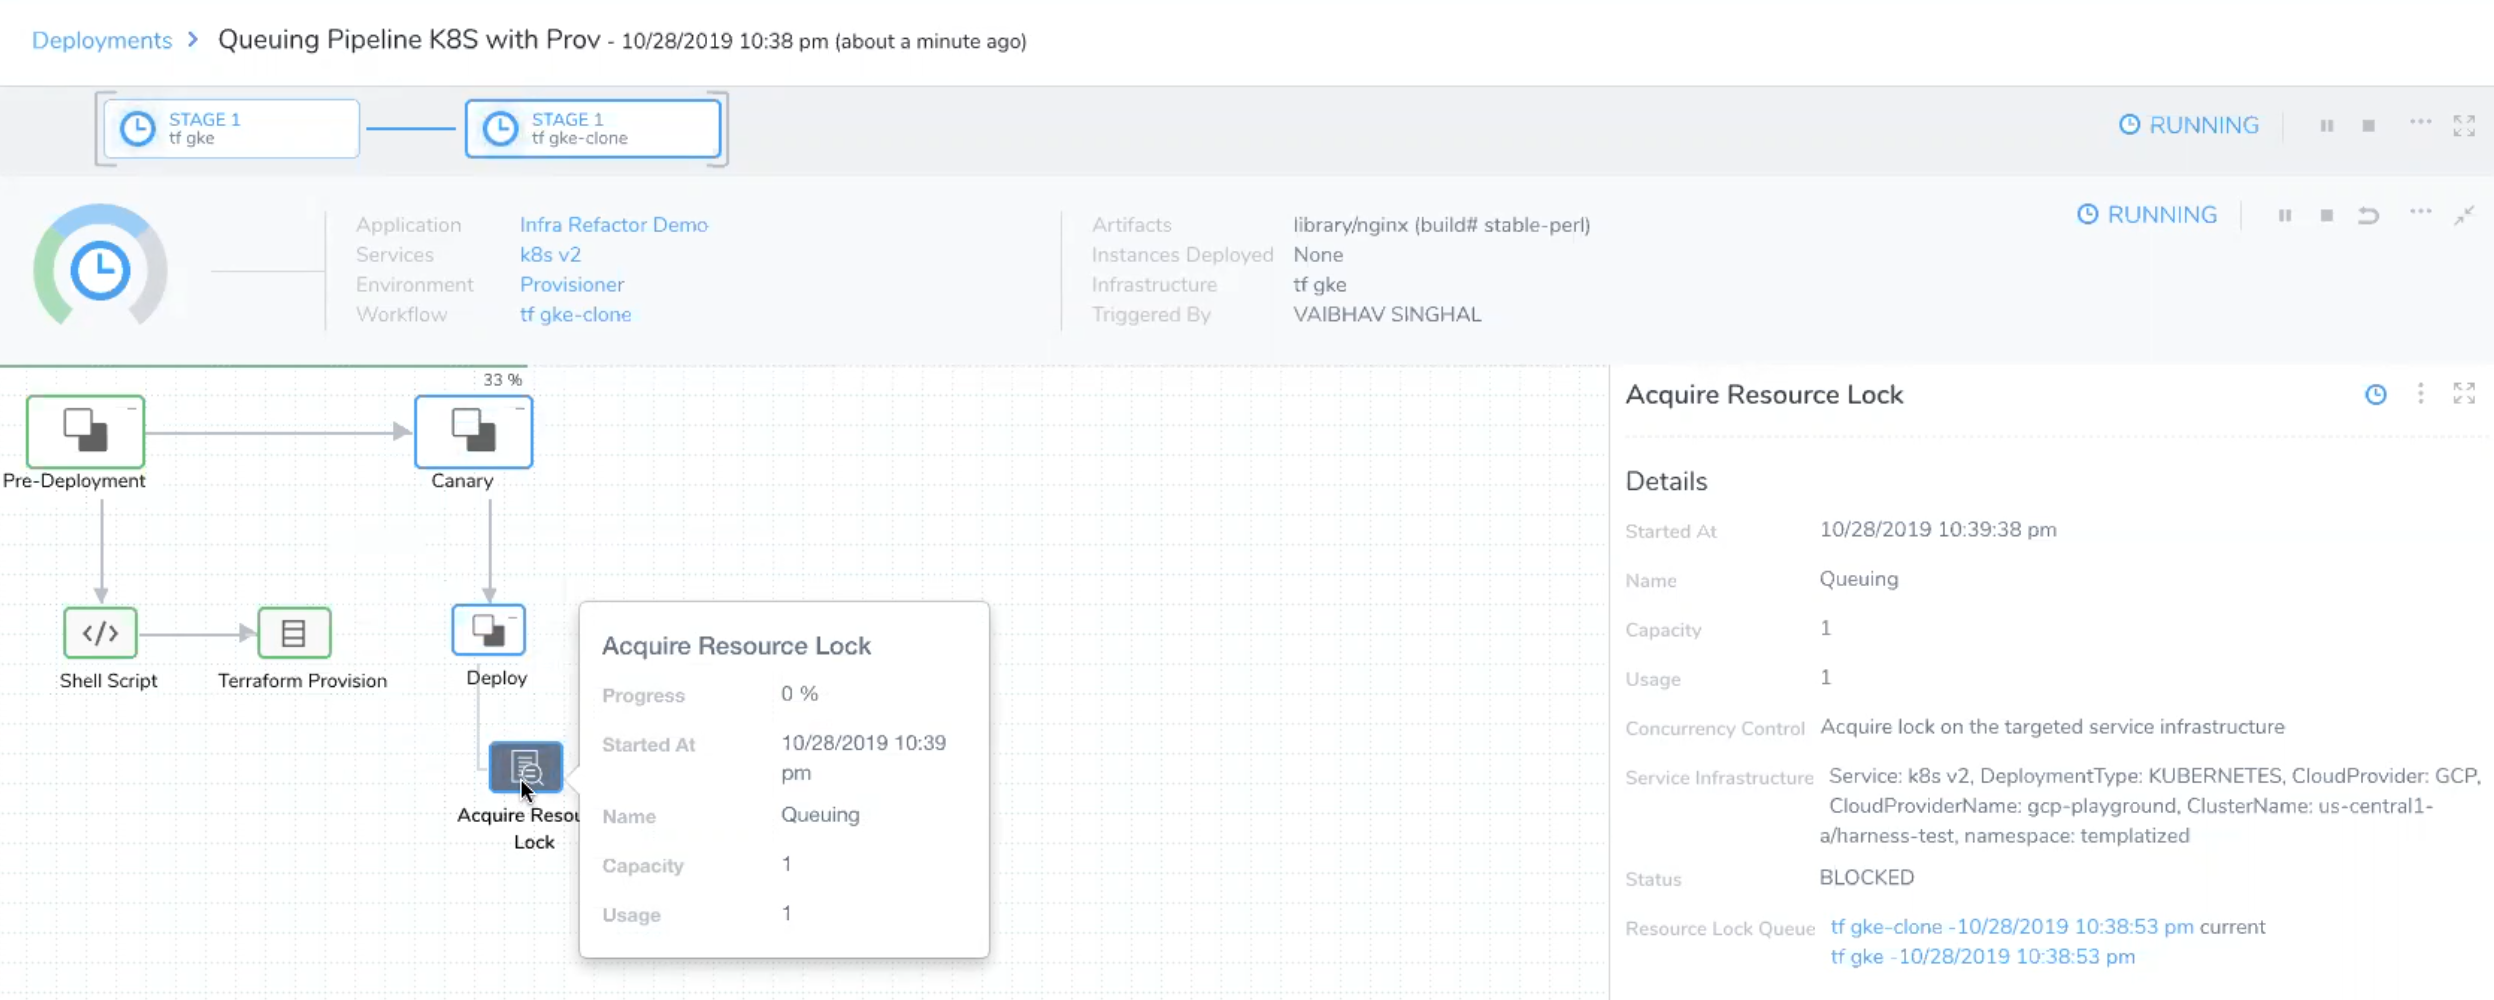 Deployments > Queuing Pipeline K8S with Prov - 10/28/2019 10:38 pm (about a minute ago)
STAGE 1
tf gke
STAGE 1
tf gke-clone
RUNNING
Application Infra Refactor Demo
Services k8s v2
Environment Provisioner
Workflow tf gke-clone
Artifacts library/nginx (build# stable-perl)
Instances Deployed None
Infrastructure tf gke
Triggered By VAIBHAV SINGHAL
RUNNING
33 %
Pre-Deployment
Canary
Shell Script
Terraform Provision
Deploy
Acquire Resou
Lock
Acquire Resource Lock
Progress 0 %
Started At 10/28/2019 10:39
pm
Name Queuing
Capacity 1
Usage 1
Acquire Resource Lock
Details
Started At 10/28/2019 10:39:38 pm
Name Queuing
Capacity 1
Usage 1
Concurrency Control Acquire lock on the targeted service infrastructure
Service Infrastructure Service: k8s v2, DeploymentType: KUBERNETES, CloudProvider: GCP,
CloudProviderName: gcp-playground, ClusterName: us-central1-
a/harness-test, namespace: templatized
Status BLOCKED
Resource Lock Queue tf gke-clone -10/28/2019 10:38:53 pm current
tf gke -10/28/2019 10:38:53 pm